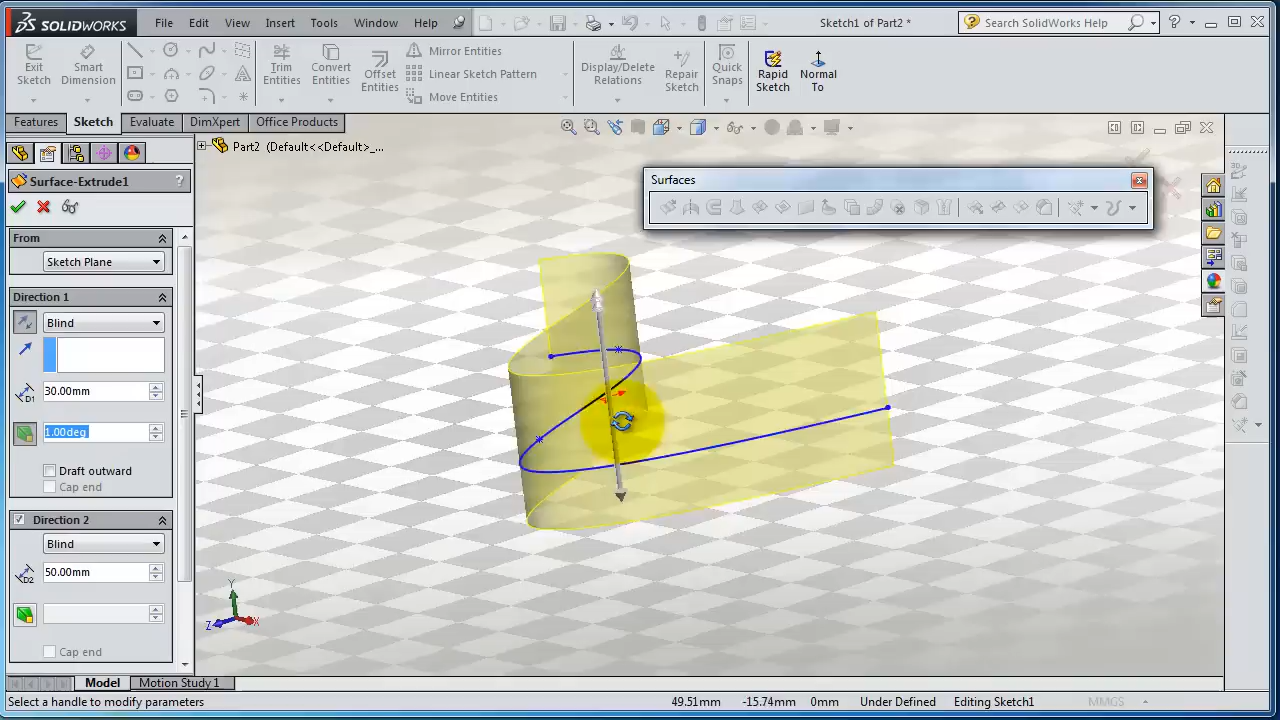 SOLIDWORKS File Edit View Insert Tools Window Help Sketch1 of Part2 * Search SolidWorks Help
Exit Sketch
Smart Dimension
Trim Entities
Convert Entities
Offset Entities
Mirror Entities
Linear Sketch Pattern
Move Entities
Display/Delete Relations
Repair Sketch
Quick Snaps
Rapid Sketch
Normal To
Features Sketch Evaluate DimXpert Office Products
Part2 (Default<<Default>_...
Surface-Extrude1 ?
Surfaces
From
Sketch Plane
Direction 1
Blind
D1 30.00mm
1.00deg
Draft outward
Cap end
Direction 2
Blind
D2 50.00mm
Cap end
Y
Z X
Model Motion Study 1
Select a handle to modify parameters 49.51mm -15.74mm 0mm Under Defined Editing Sketch1 MMGS